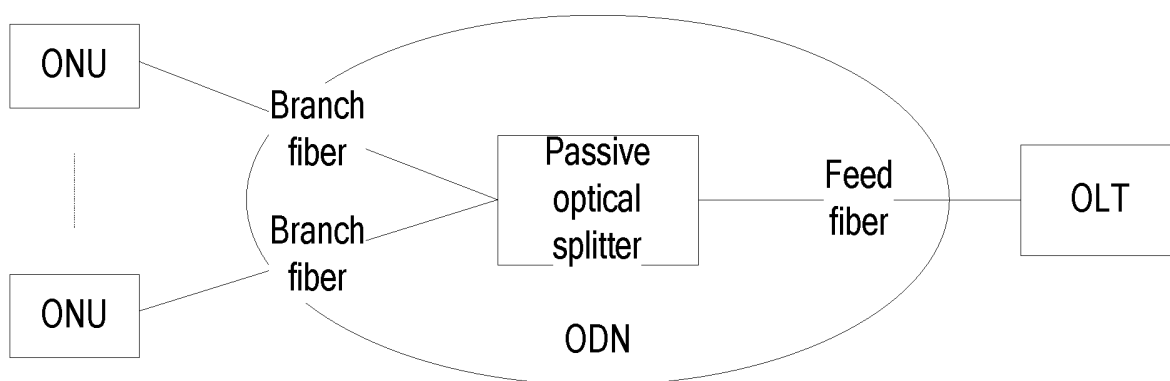 ONU
Branch
fiber
Passive
optical
splitter
Feed
fiber
OLT
Branch
fiber
ONU
ODN